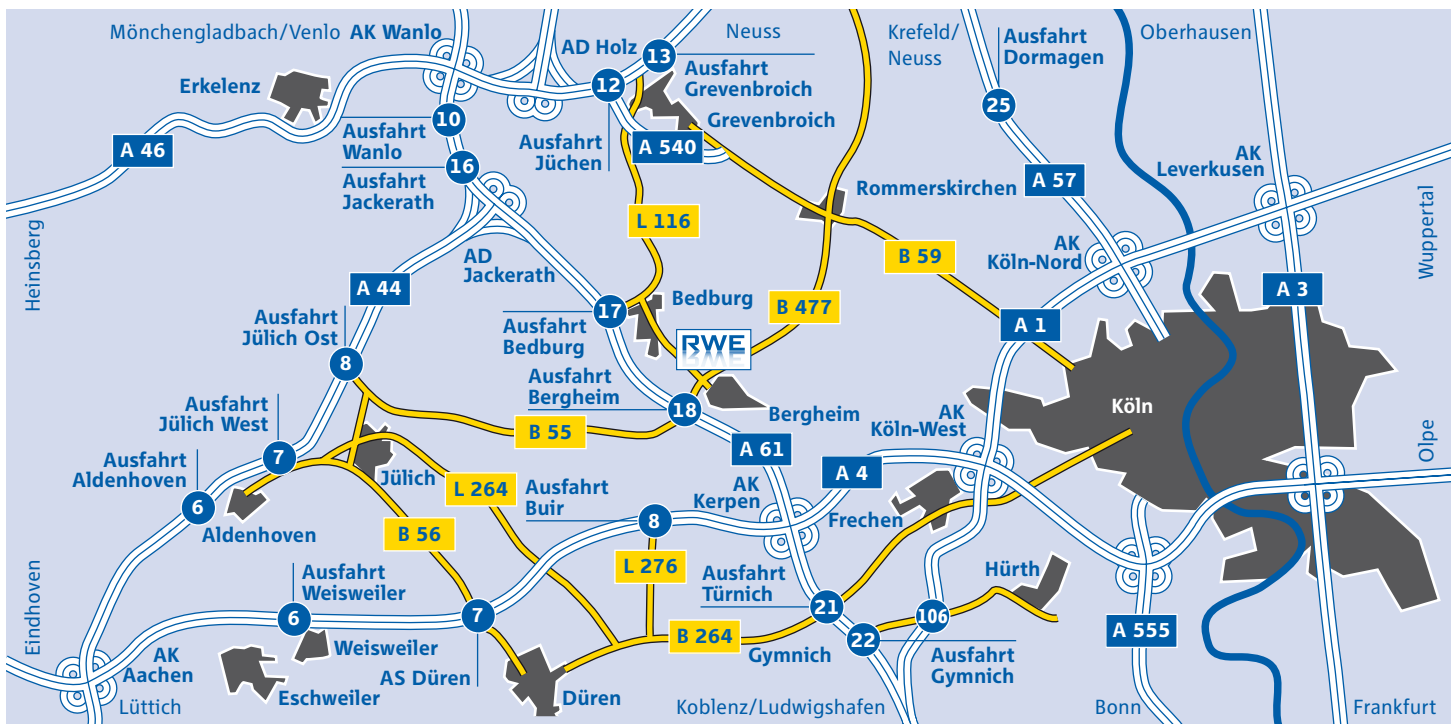 Mönchengladbach/Venlo
AK Wanlo
AD Holz
13
Neuss
Krefeld/
Neuss
Ausfahrt
Dormagen
Oberhausen
Erkelenz
12
Ausfahrt
Grevenbroich
Grevenbroich
25
10
Ausfahrt
Wanlo
Ausfahrt
Jüchen
A 540
A 46
16
Ausfahrt
Jackerath
Rommerskirchen
A 57
AK
Leverkusen
Heinsberg
L 116
B 59
AK
Köln-Nord
Wuppertal
AD
Jackerath
A 44
Bedburg
B 477
A 3
Ausfahrt
Jülich Ost
17
Ausfahrt
Bedburg
RWE
A 1
8
Ausfahrt
Bergheim
18
Bergheim
Köln
Ausfahrt
Jülich West
B 55
A 61
AK
Köln-West
Olpe
7
Ausfahrt
Aldenhoven
Jülich
L 264
Ausfahrt
Buir
AK
Kerpen
A 4
6
Aldenhoven
B 56
8
Frechen
Eindhoven
Ausfahrt
Weisweiler
L 276
Ausfahrt
Türnich
Hürth
6
7
21
106
Weisweiler
B 264
22
Gymnich
Ausfahrt
Gymnich
A 555
AK
Aachen
Eschweiler
AS Düren
Düren
Lüttich
Koblenz/Ludwigshafen
Bonn
Frankfurt